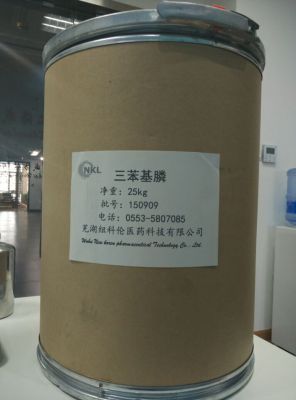 NKL
三苯基膦
净重：25kg
批号：150909
电话：0553-5807085
芜湖纽科伦医药科技有限公司
Wuhu New koren pharmaceutical Technology Co., Ltd.